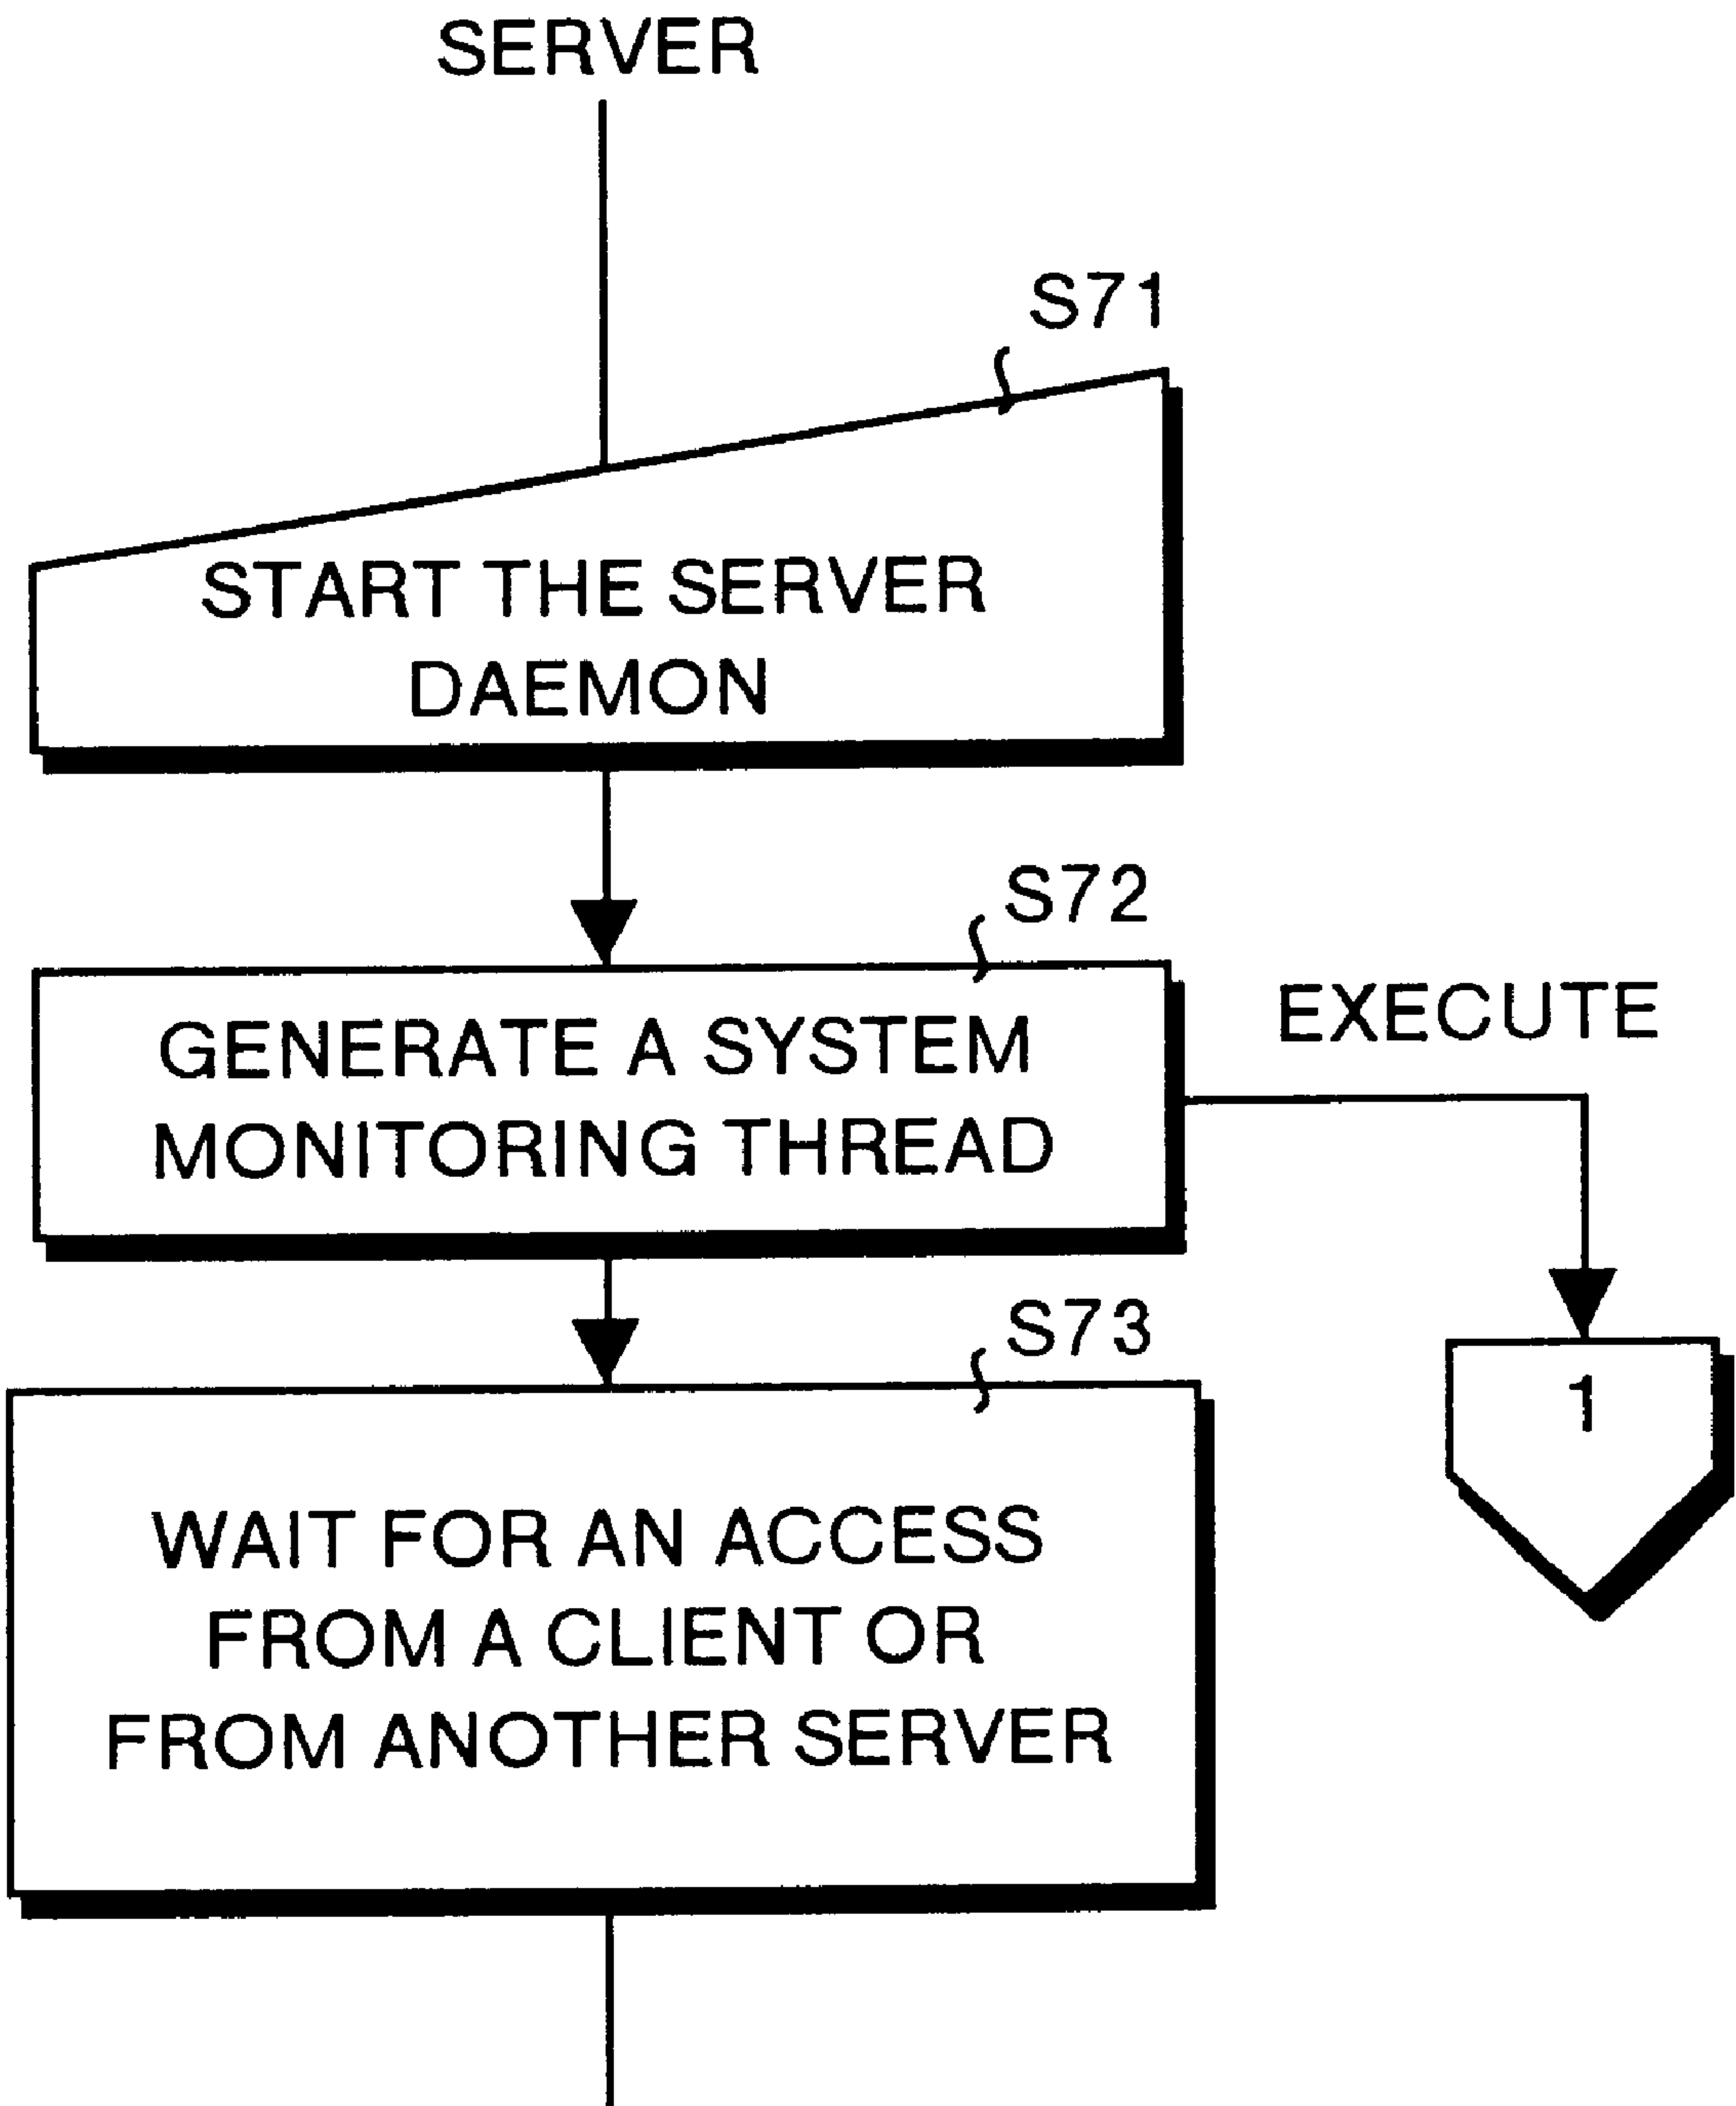 SERVER
S71
START THE SERVER
DAEMON
S72
GENERATE A SYSTEM
MONITORING THREAD
EXECUTE
S73
1
WAIT FOR AN ACCESS
FROM A CLIENT OR
FROM ANOTHER SERVER